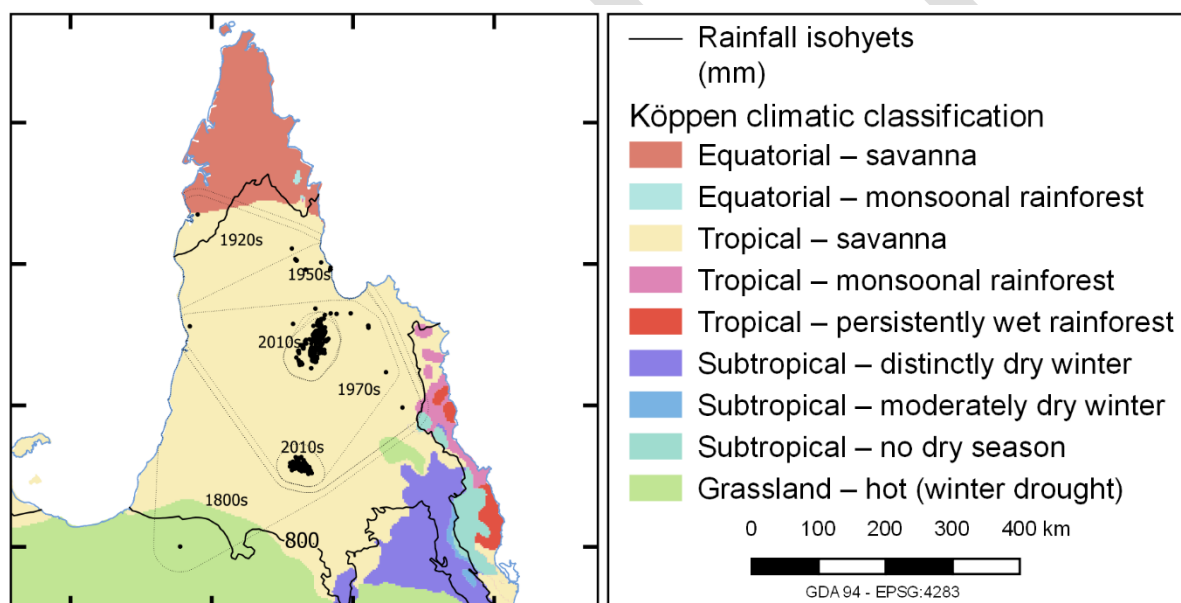 1920s
1950s
2010s
1970s
2010s
1800s
800
Rainfall isohyets
(mm)
Köppen climatic classification
Equatorial – savanna
Equatorial – monsoonal rainforest
Tropical – savanna
Tropical – monsoonal rainforest
Tropical – persistently wet rainforest
Subtropical – distinctly dry winter
Subtropical – moderately dry winter
Subtropical – no dry season
Grassland – hot (winter drought)
0 100 200 300 400 km
GDA 94 - EPSG:4283